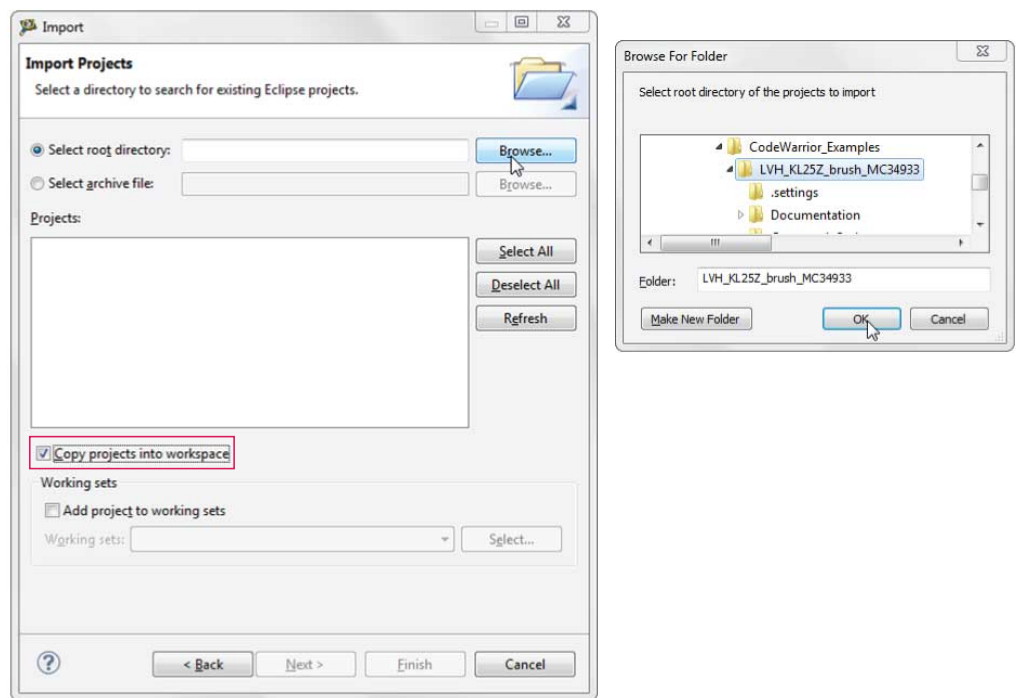 Import
Import Projects
Select a directory to search for existing Eclipse projects.
Select root directory:
Browse...
Select archive file:
Browse...
Projects:
Select All
Deselect All
Refresh
Copy projects into workspace
Working sets
Add project to working sets
Working sets:
Select...
< Back
Next >
Finish
Cancel
Browse For Folder
Select root directory of the projects to import
CodeWarrior_Examples
LVH_KL25Z_brush_MC34933
.settings
Documentation
Folder:
LVH_KL25Z_brush_MC34933
Make New Folder
OK
Cancel